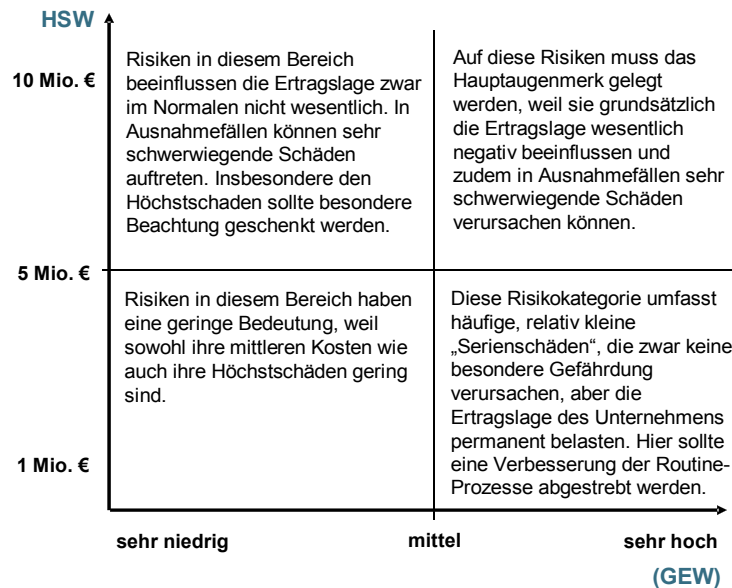 HSW
10 Mio. €
Risiken in diesem Bereich
beeinflussen die Ertragslage zwar
im Normalen nicht wesentlich. In
Ausnahmefällen können sehr
schwerwiegende Schäden
auftreten. Insbesondere den
Höchstschaden sollte besondere
Beachtung geschenkt werden.
Auf diese Risiken muss das
Hauptaugenmerk gelegt
werden, weil sie grundsätzlich
die Ertragslage wesentlich
negativ beeinflussen und
zudem in Ausnahmefällen sehr
schwerwiegende Schäden
verursachen können.
5 Mio. €
Risiken in diesem Bereich haben
eine geringe Bedeutung, weil
sowohl ihre mittleren Kosten wie
auch ihre Höchstschäden gering
sind.
Diese Risikokategorie umfasst
häufige, relativ kleine
„Serienschäden“, die zwar keine
besondere Gefährdung
verursachen, aber die
Ertragslage des Unternehmens
permanent belasten. Hier sollte
eine Verbesserung der Routine-
Prozesse abgestrebt werden.
1 Mio. €
sehr niedrig
mittel
sehr hoch
(GEW)